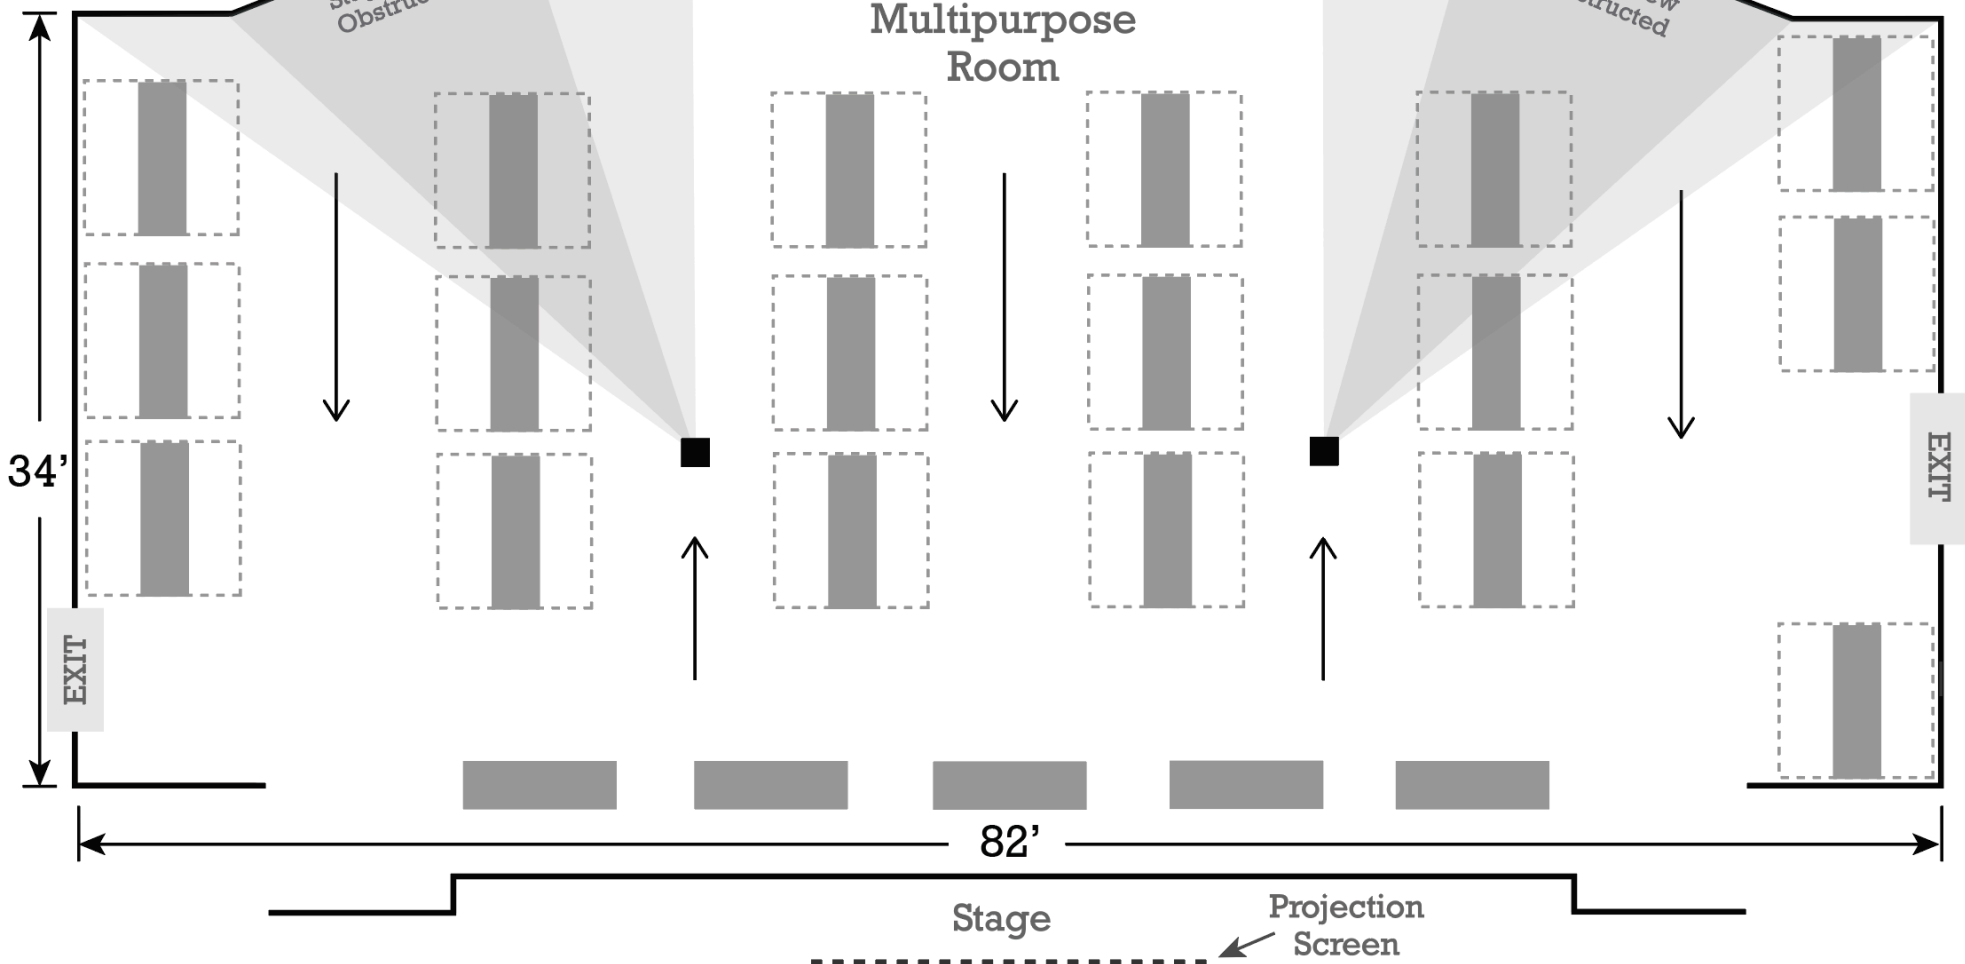 Multipurpose
Room
34'
EXIT
EXIT
82'
Stage
Projection
Screen